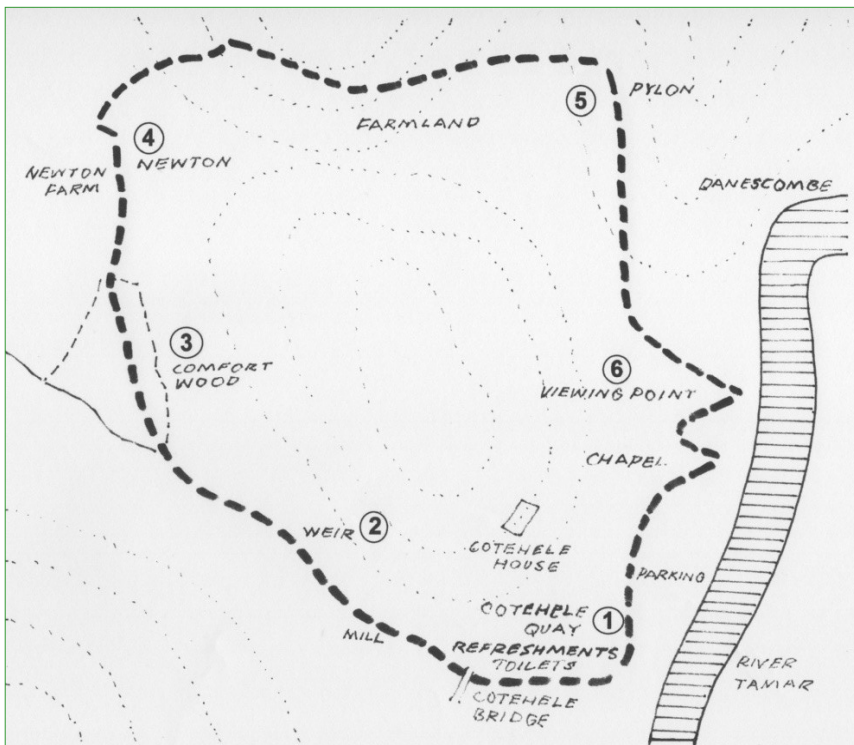 PYLON
5
FARMLAND
4
NEWTON
NEWTON
FARM
DANESCOMBE
3
COMFORT
WOOD
6
VIEWING POINT
CHAPEL
WEIR 2
COTEHELE
HOUSE
PARKING
COTEHELE
QUAY
1
REFRESHMENTS
TOILETS
MILL
COTEHELE
BRIDGE
RIVER
TAMAR